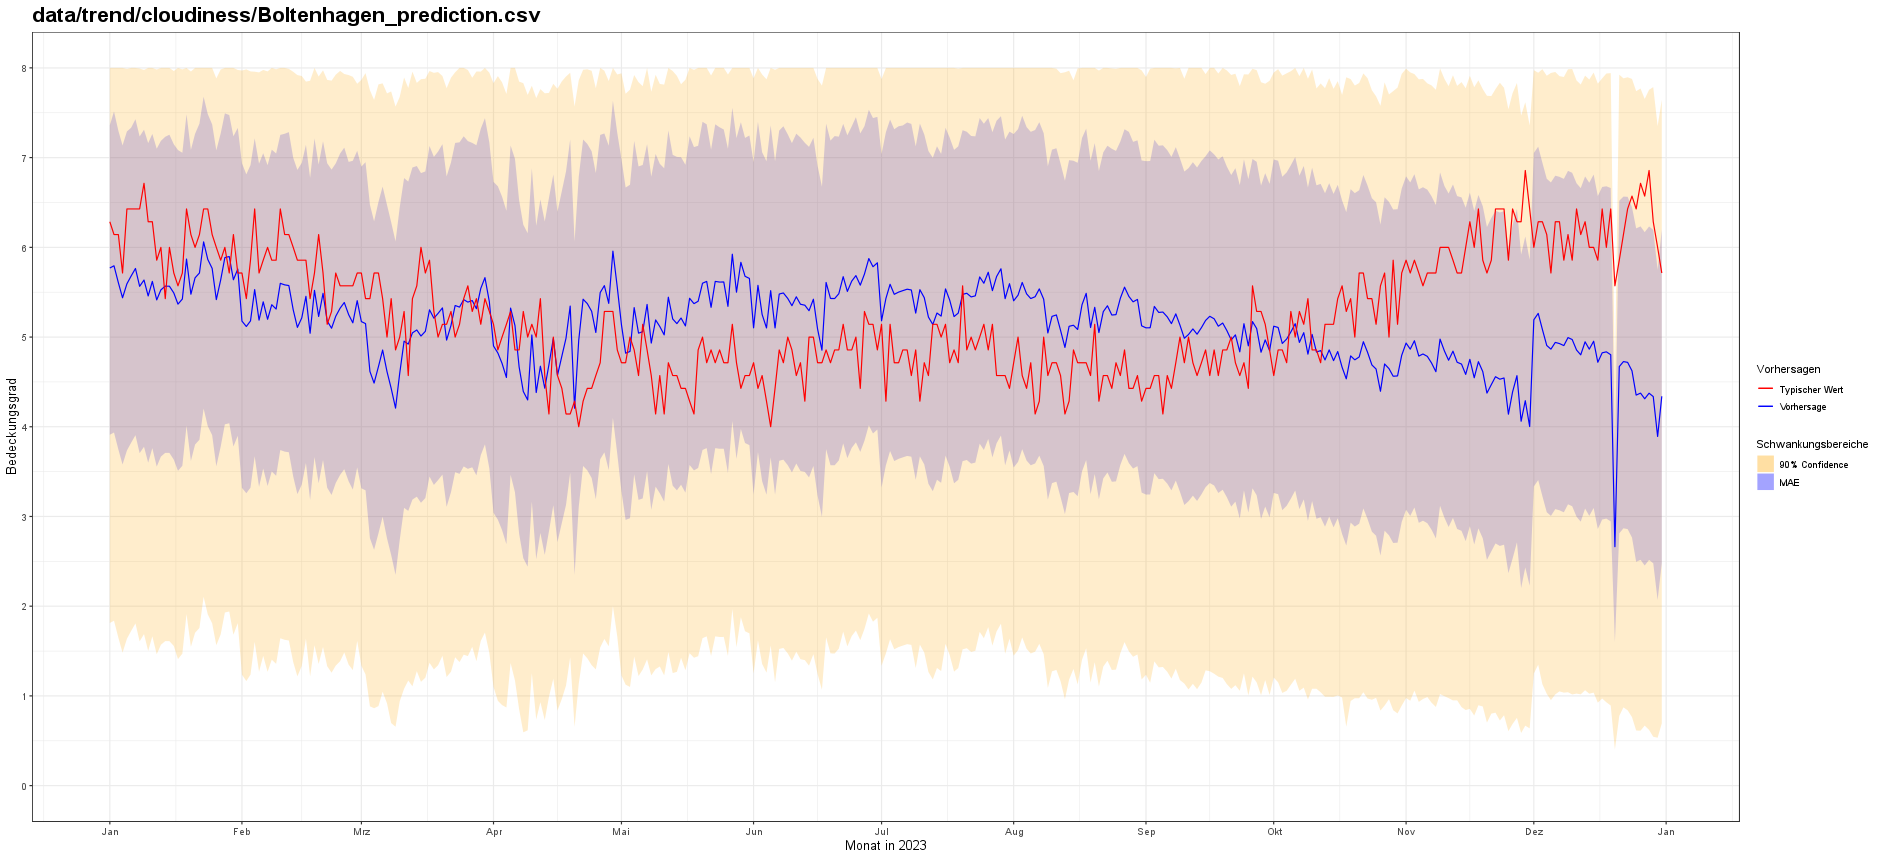 data/trend/cloudiness/Boltenhagen_prediction.csv
8
7
6
5
4
3
2
1
0
Bedeckungsgrad
Jan Feb Mrz Apr Mai Jun Jul Aug Sep Okt Nov Dez Jan
Monat in 2023
Vorhersagen
Typischer Wert
Vorhersage
Schwankungsbereiche
90% Confidence
MAE